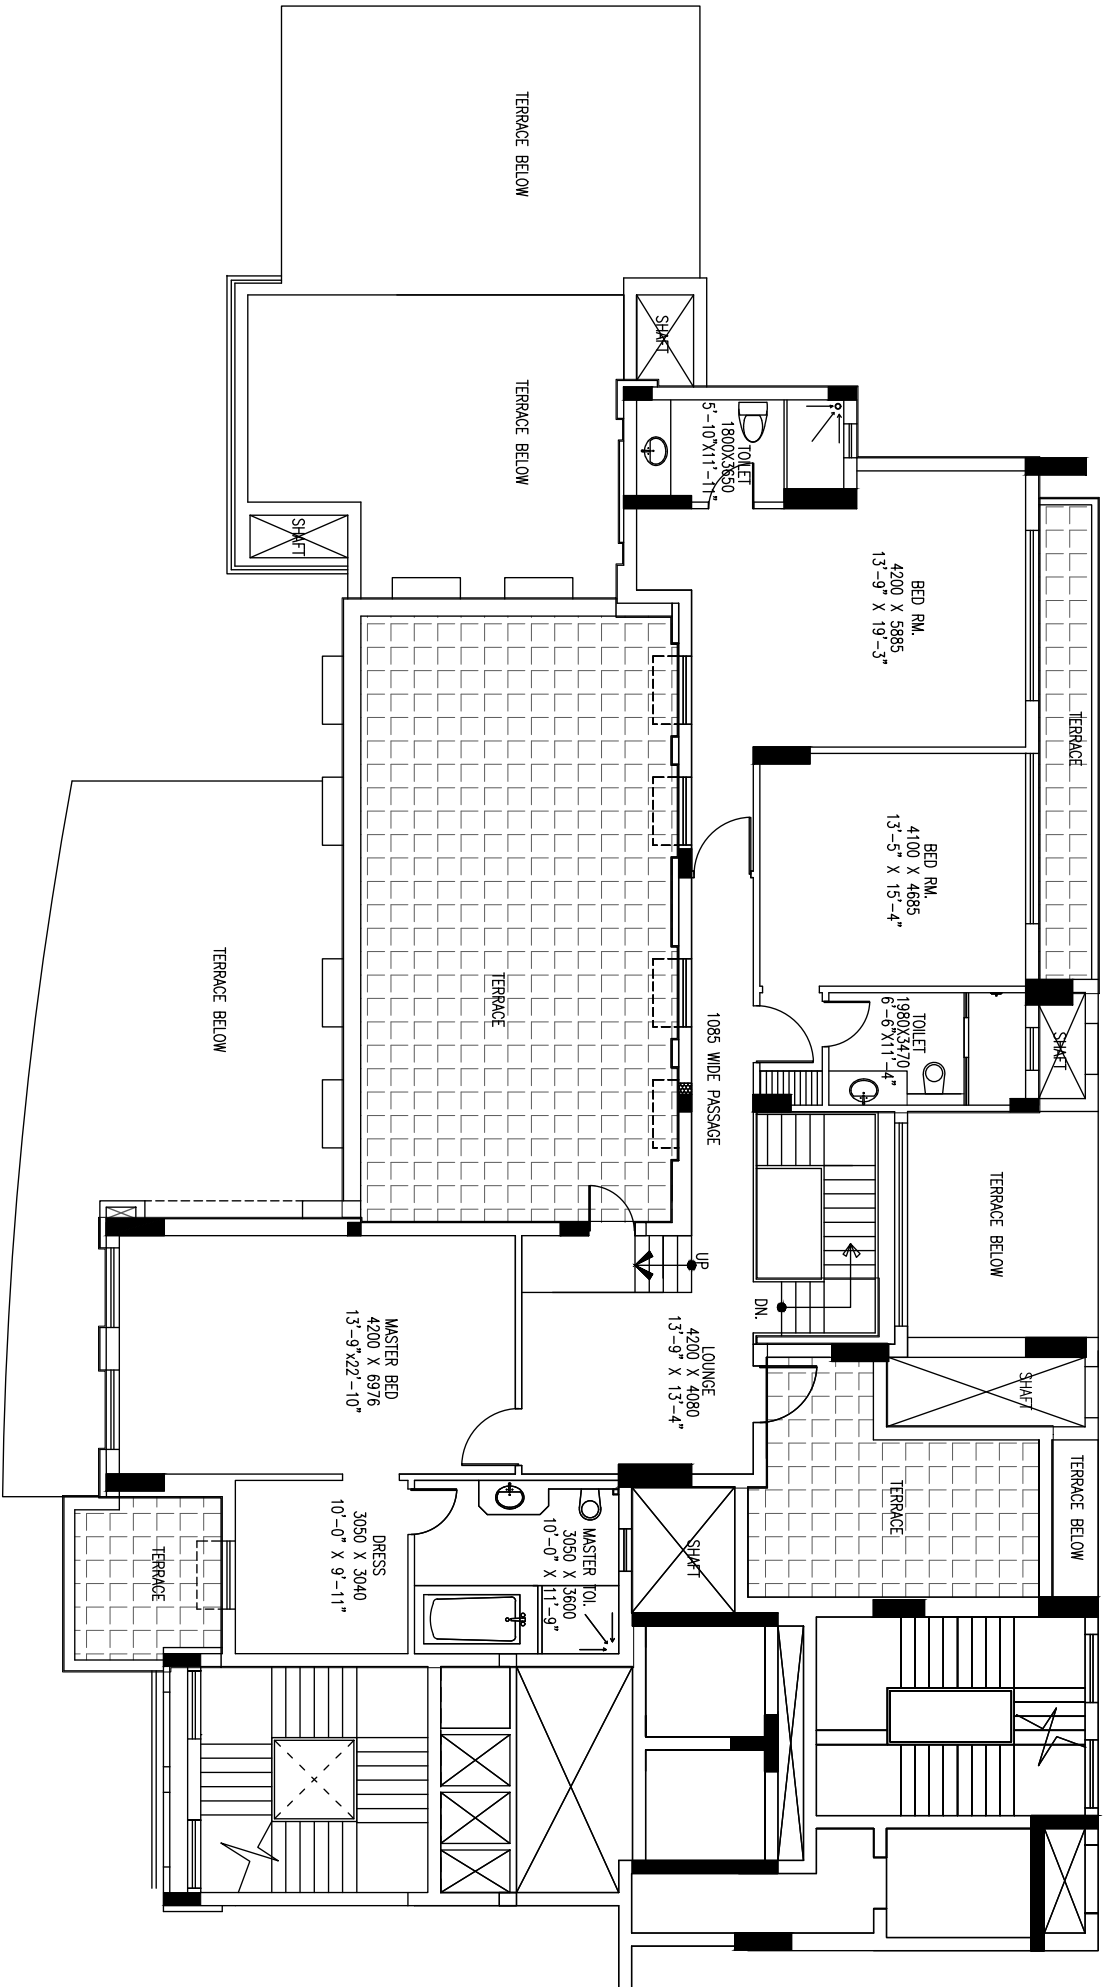 TERRACE BELOW
TERRACE BELOW
SHAFT
SHAFT
TOILET
1800X3650
5'-10"X11'-11"
BED RM.
4200 X 5885
13'-9" X 19'-3"
TERRACE
BED RM.
4100 X 4685
13'-5" X 15'-4"
TERRACE
TERRACE BELOW
1085 WIDE PASSAGE
TOILET
1980X3470
6'-6"X11'-4"
SHAFT
TERRACE BELOW
UP
DN.
LOUNGE
4200 X 4080
13'-9" X 13'-4"
MASTER BED
4200 X 6976
13'-9"x22'-10"
SHAFT
TERRACE BELOW
TERRACE
SHAFT
MASTER TOI.
3050 X 3600
10'-0" X 11'-9"
DRESS
3050 X 3040
10'-0" X 9'-11"
TERRACE